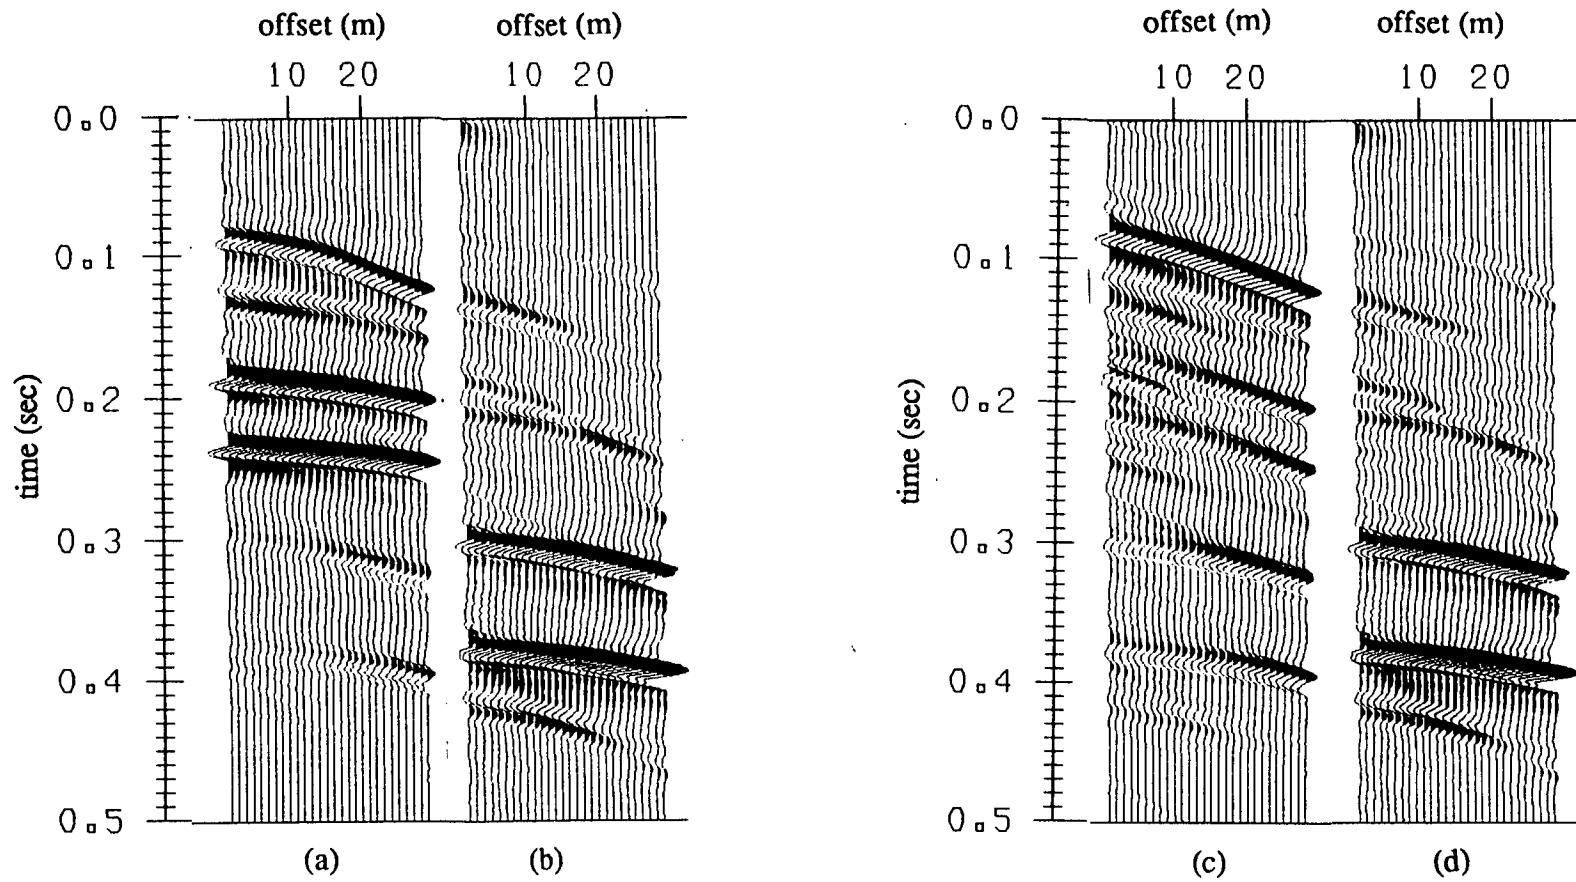 offset (m) offset (m) offset (m) offset (m)
10 20 10 20 10 20 10 20
0.0 0.0
0.1 0.1
0.2 0.2
time (sec) time (sec)
0.3 0.3
0.4 0.4
0.5 0.5
(a) (b) (c) (d)